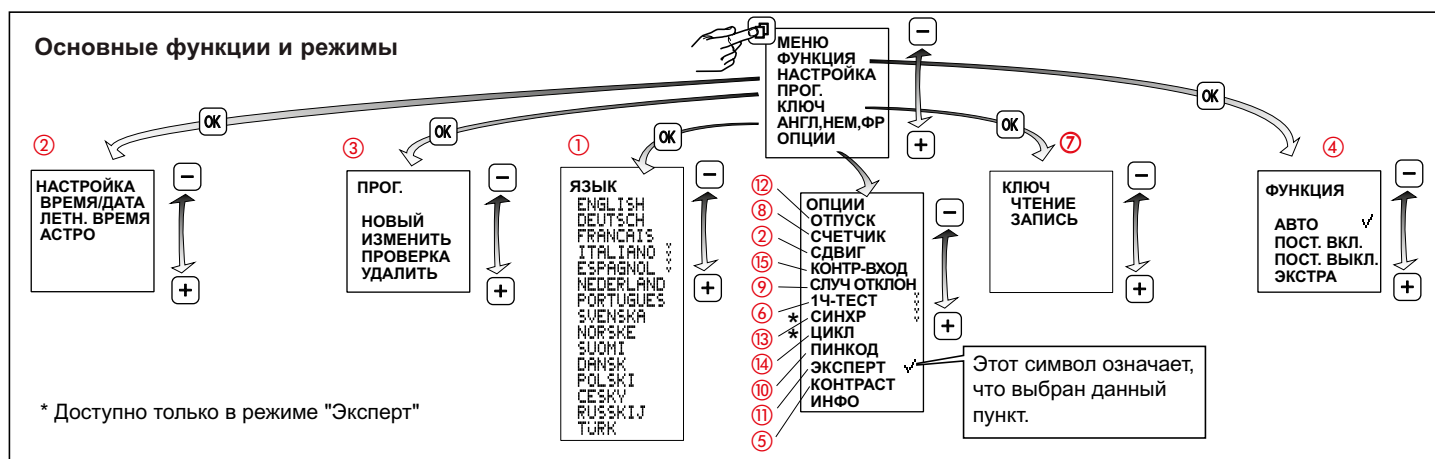 Основные функции и режимы
МЕНЮ
ФУНКЦИЯ
НАСТРОЙКА
ПРОГ.
КЛЮЧ
АНГЛ,НЕМ,ФР
ОПЦИИ
−
+
OK
OK
OK
OK
OK
②
НАСТРОЙКА
ВРЕМЯ/ДАТА
ЛЕТН. ВРЕМЯ
АСТРО
−
+
③
ПРОГ.
НОВЫЙ
ИЗМЕНИТЬ
ПРОВЕРКА
УДАЛИТЬ
−
+
①
ЯЗЫК
ENGLISH
DEUTSCH
FRANCAIS
ITALIANO
ESPAGNOL
NEDERLAND
PORTUGUES
SVENSKA
NORSKE
SUOMI
DANSK
POLSKI
CESKY
RUSSKIJ
TURK
−
+
ОПЦИИ
⑫ ОТПУСК
⑧ СЧЕТЧИК
② СДВИГ
⑮ КОНТР-ВХОД
⑨ СЛУЧ ОТКЛОН
⑥ 1Ч-ТЕСТ
⑬ * СИНХР
⑭ * ЦИКЛ
⑩ ПИНКОД
⑪ ЭКСПЕРТ ✓
⑤ КОНТРАСТ
ИНФО
−
+
Этот символ означает,
что выбран данный
пункт.
⑦
КЛЮЧ
ЧТЕНИЕ
ЗАПИСЬ
−
+
④
ФУНКЦИЯ
АВТО ✓
ПОСТ. ВКЛ.
ПОСТ. ВЫКЛ.
ЭКСТРА
−
+
* Доступно только в режиме "Эксперт"